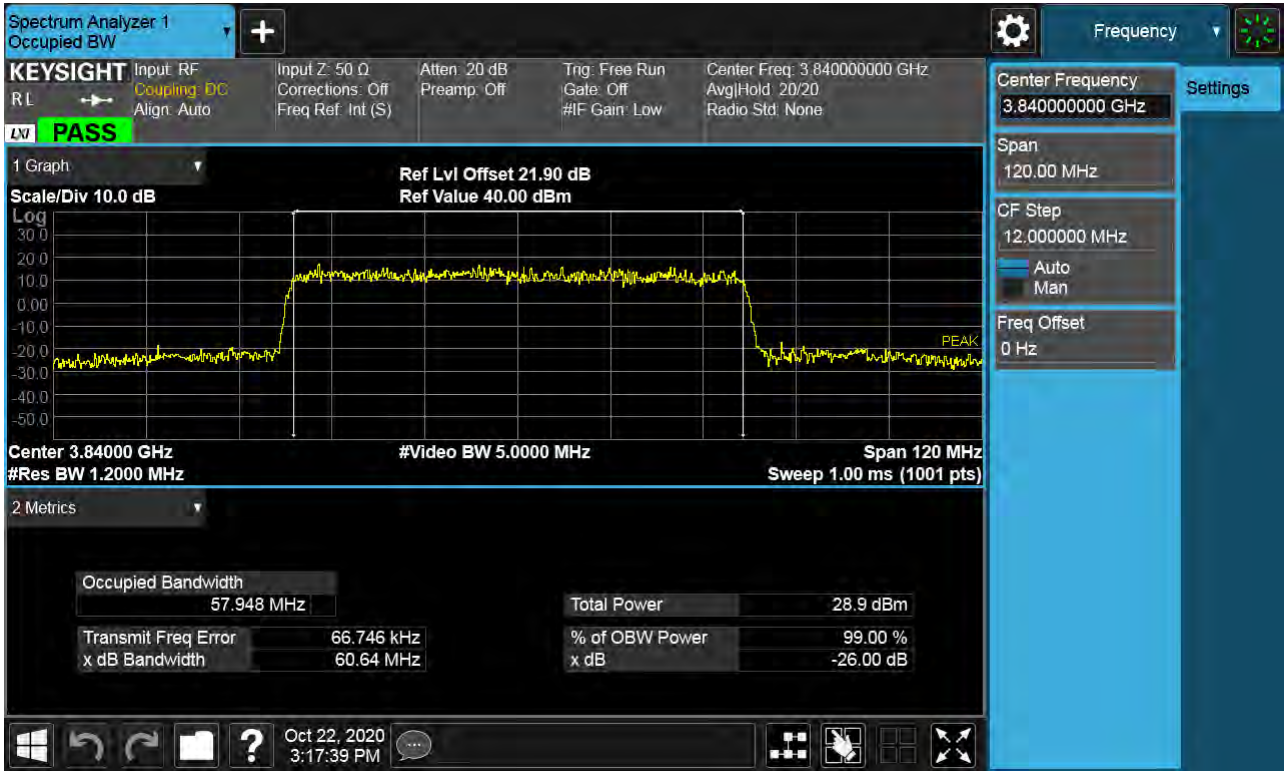 Spectrum Analyzer 1
Occupied BW
+
Frequency
KEYSIGHT
RL
LXI
PASS
Input: RF
Coupling: DC
Align: Auto
Input Z: 50 Ω
Corrections: Off
Freq Ref: Int (S)
Atten: 20 dB
Preamp: Off
Trig: Free Run
Gate: Off
#IF Gain: Low
Center Freq: 3.840000000 GHz
Avg|Hold: 20/20
Radio Std: None
Center Frequency
3.840000000 GHz
Settings
Span
120.00 MHz
CF Step
12.000000 MHz
Auto
Man
Freq Offset
0 Hz
1 Graph
Scale/Div 10.0 dB
Ref Lvl Offset 21.90 dB
Ref Value 40.00 dBm
Log
30.0
20.0
10.0
0.00
-10.0
-20.0
-30.0
-40.0
-50.0
PEAK
Center 3.84000 GHz
#Video BW 5.0000 MHz
Span 120 MHz
#Res BW 1.2000 MHz
Sweep 1.00 ms (1001 pts)
2 Metrics
Occupied Bandwidth
57.948 MHz
Total Power 28.9 dBm
Transmit Freq Error 66.746 kHz
% of OBW Power 99.00 %
x dB Bandwidth 60.64 MHz
x dB -26.00 dB
?
Oct 22, 2020
3:17:39 PM